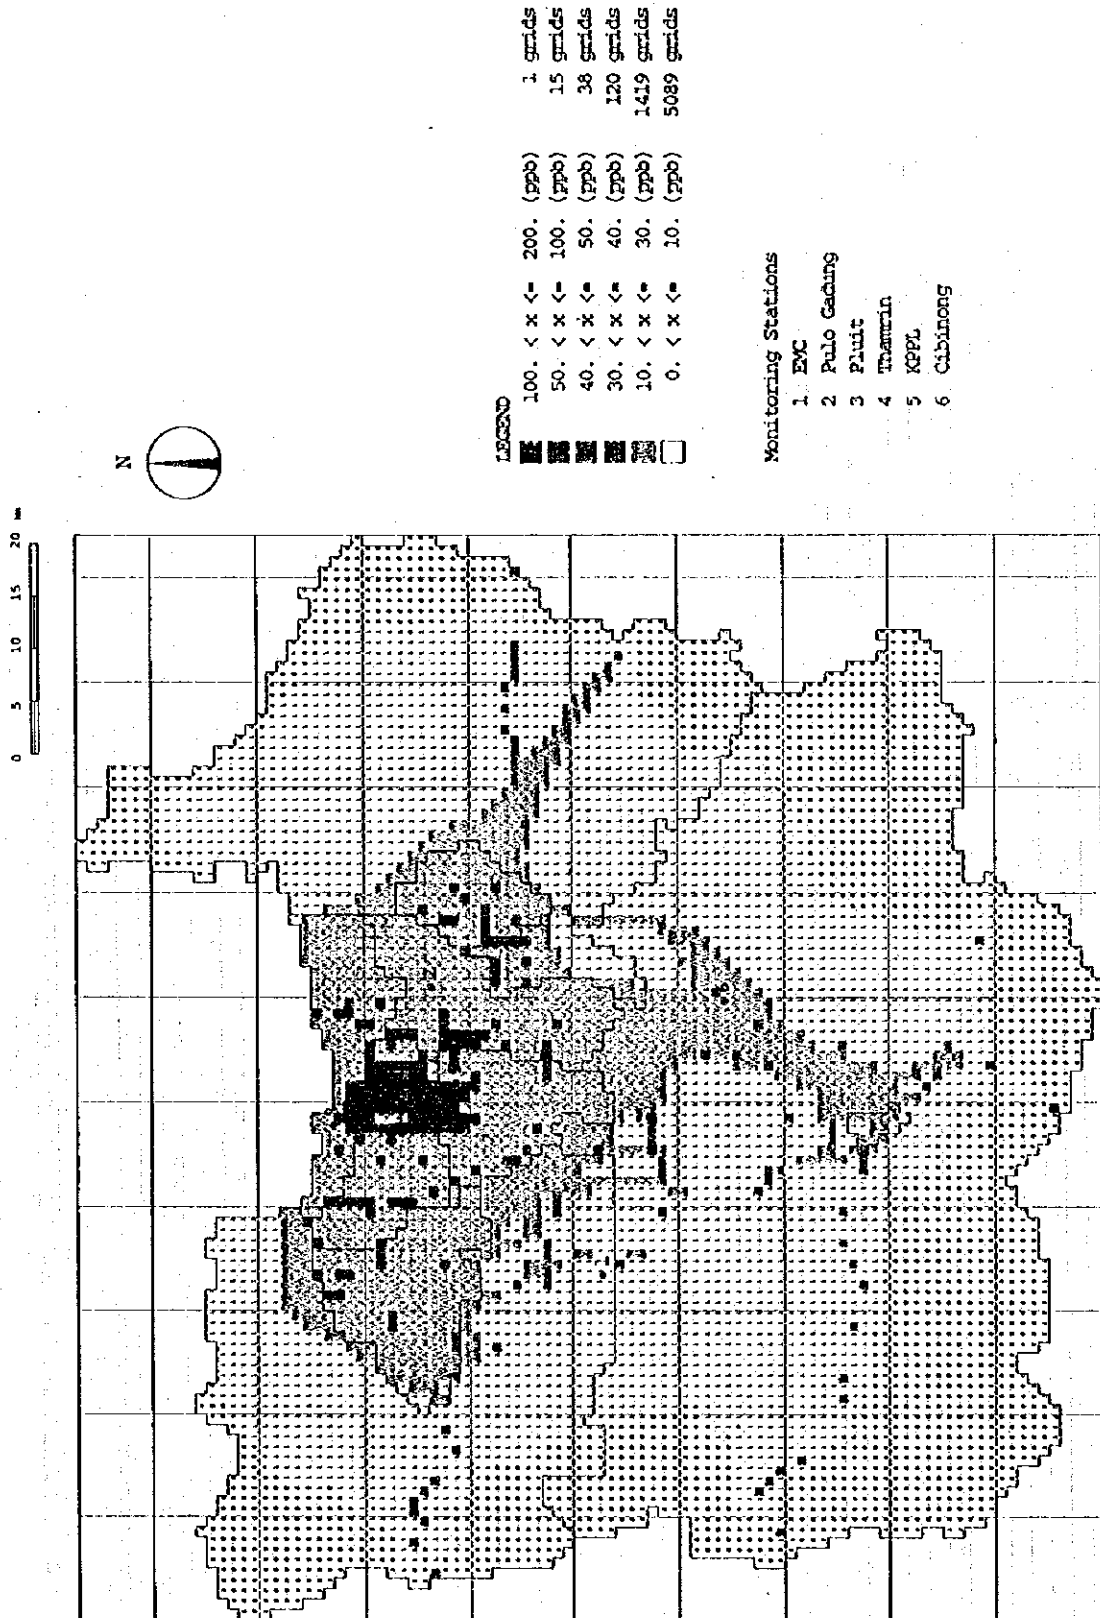 0 5 10 15 20 km
N
LEGEND
100. < x <= 200. (ppb) 1 grids
50. < x <= 100. (ppb) 15 grids
40. < x <= 50. (ppb) 38 grids
30. < x <= 40. (ppb) 120 grids
10. < x <= 30. (ppb) 1419 grids
0. < x <= 10. (ppb) 5089 grids
Monitoring Stations
1 EMC
2 Pulo Gadung
3 Pluit
4 Thamrin
5 KPPL
6 Cibinong